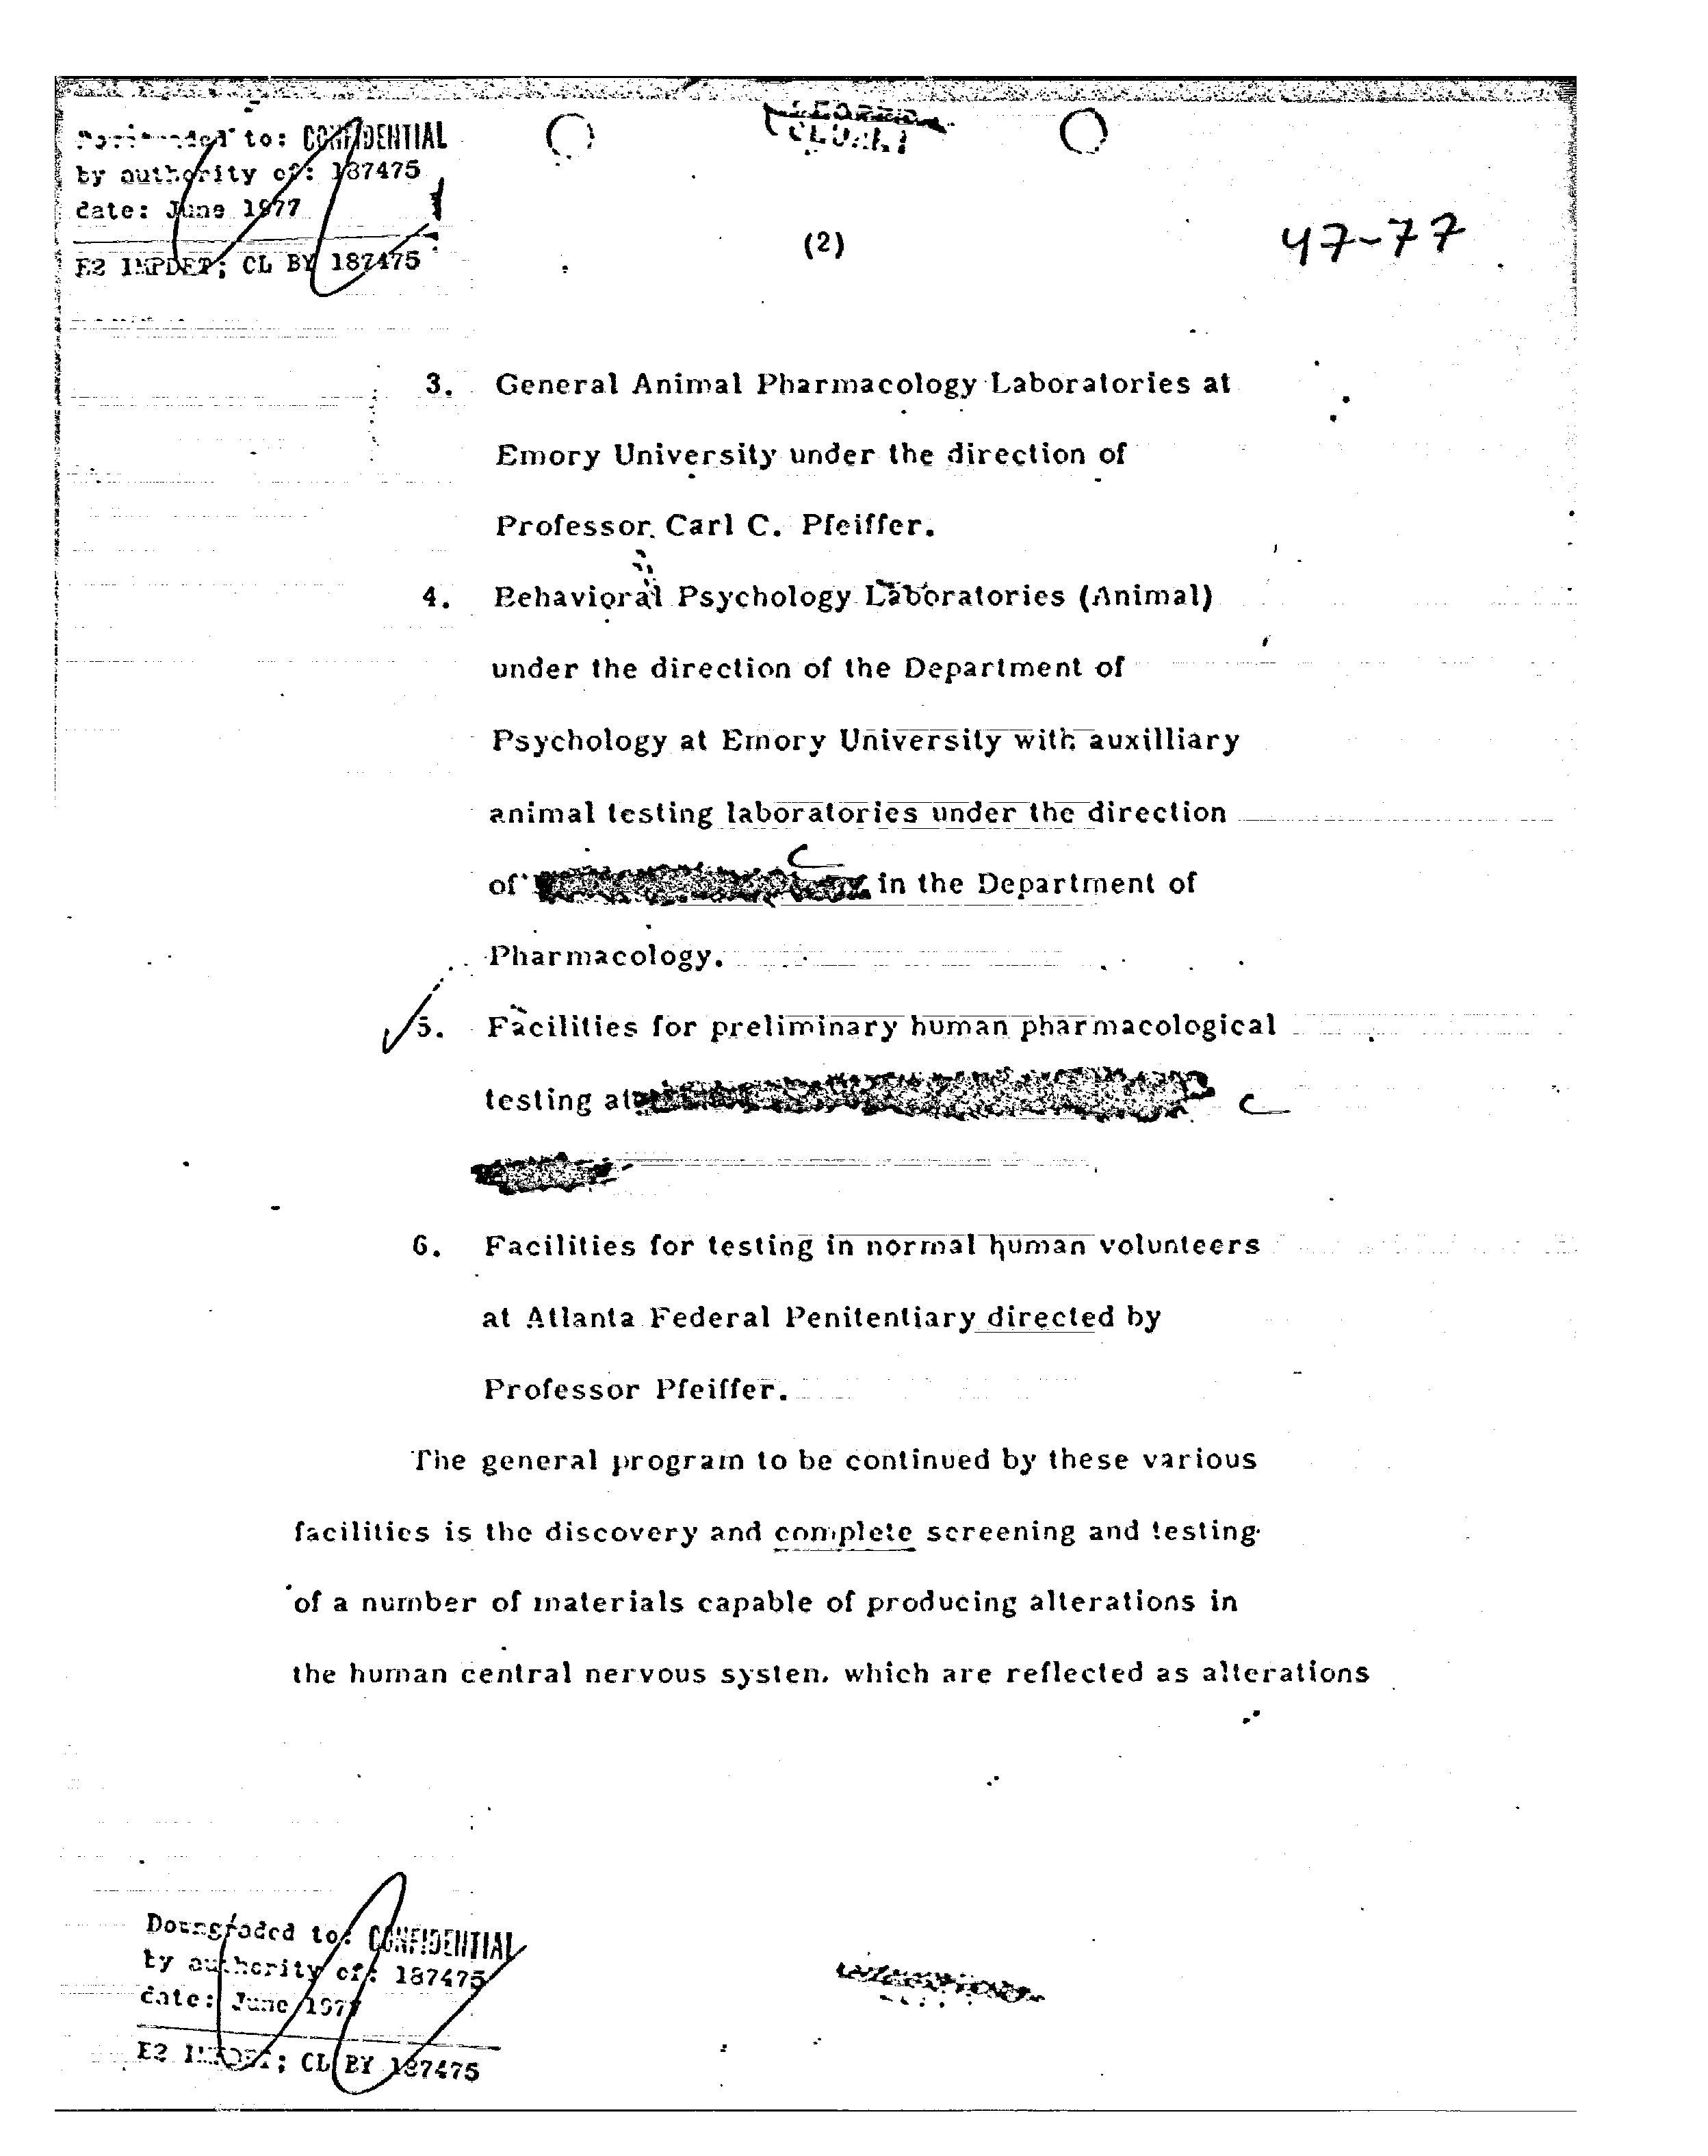 Downgraded to: CONFIDENTIAL
by authority of: 187475
date: June 1977
E2 IMPDET; CL BY 187475
(2)
47-77
3. General Animal Pharmacology Laboratories at
Emory University under the direction of
Professor Carl C. Pfeiffer.
4. Behavioral Psychology Laboratories (Animal)
under the direction of the Department of
Psychology at Emory University with auxilliary
animal testing laboratories under the direction
of in the Department of
C
Pharmacology.
5. Facilities for preliminary human pharmacological
testing at C
6. Facilities for testing in normal human volunteers
at Atlanta Federal Penitentiary directed by
Professor Pfeiffer.
The general program to be continued by these various
facilities is the discovery and complete screening and testing
of a number of materials capable of producing alterations in
the human central nervous system which are reflected as alterations
Downgraded to: CONFIDENTIAL
by authority of: 187475
date: June 1977
E2 IMPDET; CL BY 187475